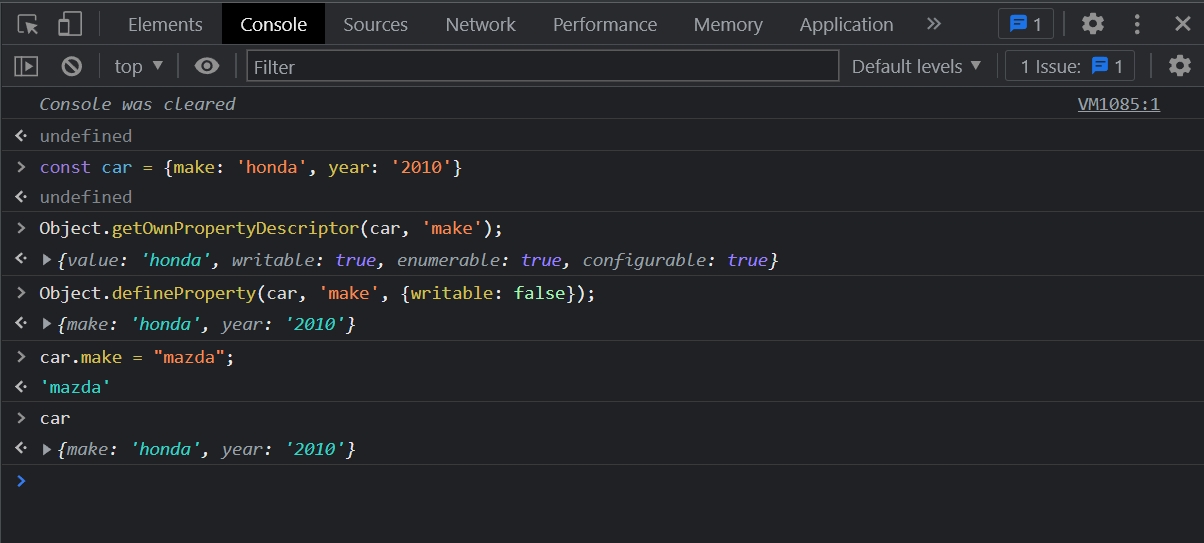 Elements Console Sources Network Performance Memory Application » 1
top ▼ Filter Default levels ▼ 1 Issue: 1
Console was cleared VM1085:1
undefined
> const car = {make: 'honda', year: '2010'}
undefined
> Object.getOwnPropertyDescriptor(car, 'make');
▶ {value: 'honda', writable: true, enumerable: true, configurable: true}
> Object.defineProperty(car, 'make', {writable: false});
▶ {make: 'honda', year: '2010'}
> car.make = "mazda";
'mazda'
> car
▶ {make: 'honda', year: '2010'}
>